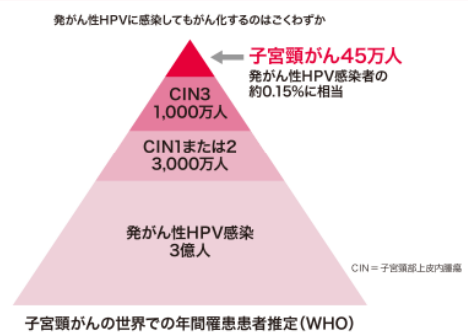 発がん性HPVに感染してもがん化するのはごくわずか
子宮頸がん45万人
発がん性HPV感染者の
約0.15%に相当
CIN3
1,000万人
CIN1または2
3,000万人
発がん性HPV感染
3億人
CIN＝子宮頸部上皮内腫瘍
子宮頸がんの世界での年間罹患患者推定(WHO)